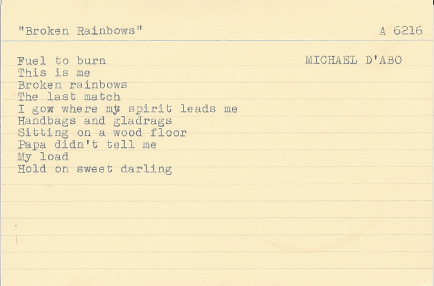 "Broken Rainbows" A 6216
Fuel to burn MICHAEL D'ABO
This is me
Broken rainbows
The last match
I gox where my spirit leads me
Handbags and gladrags
Sitting on a wood floor
Papa didn't tell me
My load
Hold on sweet darling